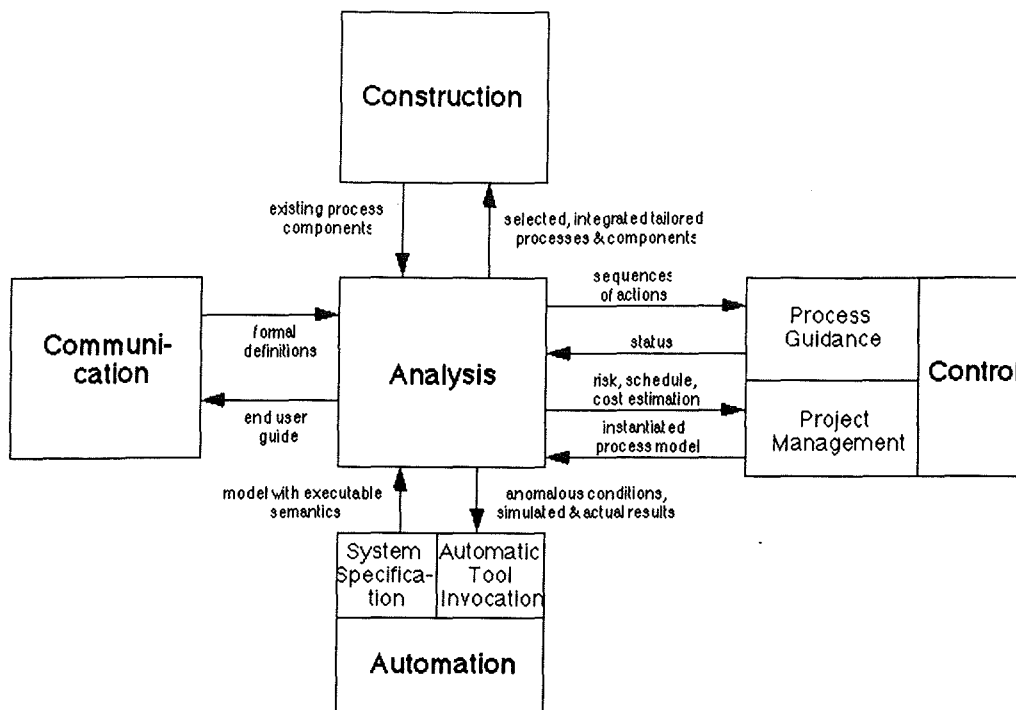 Construction
existing process
components
selected, integrated tailored
processes & components
sequences
of actions
Process
Guidance
formal
definitions
Communi-
cation
status
Control
Analysis
risk, schedule,
cost estimation
end user
guide
Project
Management
instantiated
process model
model with executable
semantics
anomalous conditions,
simulated & actual results
System
Specifica-
tion
Automatic
Tool
Invocation
Automation